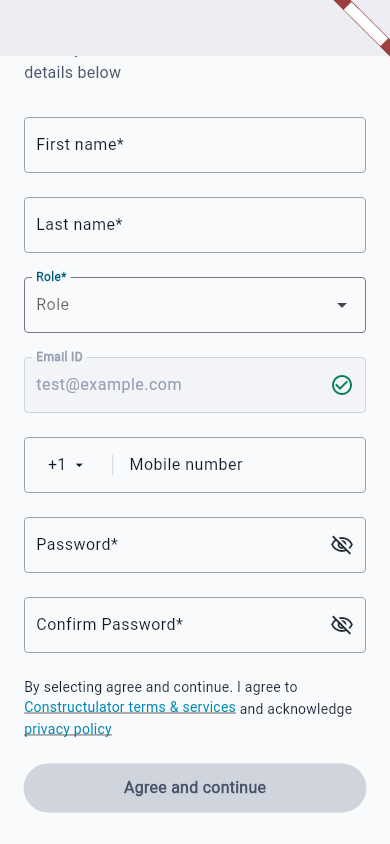 details below
First name*
Last name*
Role*
Role
Email ID
test@example.com
+1 Mobile number
Password*
Confirm Password*
By selecting agree and continue. I agree to
Constructulator terms & services and acknowledge
privacy policy
Agree and continue